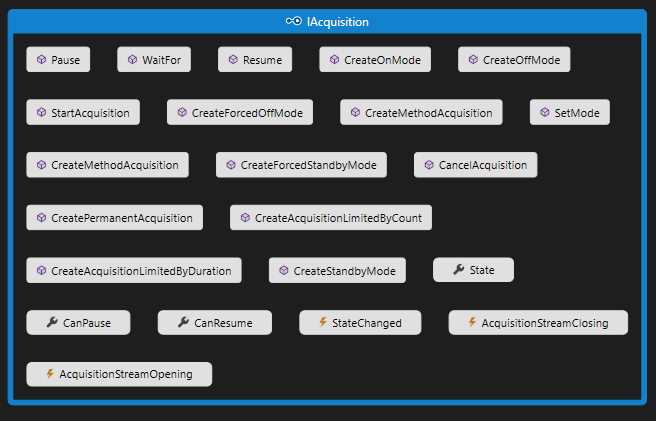 IAcquisition
Pause WaitFor Resume CreateOnMode CreateOffMode
StartAcquisition CreateForcedOffMode CreateMethodAcquisition SetMode
CreateMethodAcquisition CreateForcedStandbyMode CancelAcquisition
CreatePermanentAcquisition CreateAcquisitionLimitedByCount
CreateAcquisitionLimitedByDuration CreateStandbyMode State
CanPause CanResume StateChanged AcquisitionStreamClosing
AcquisitionStreamOpening